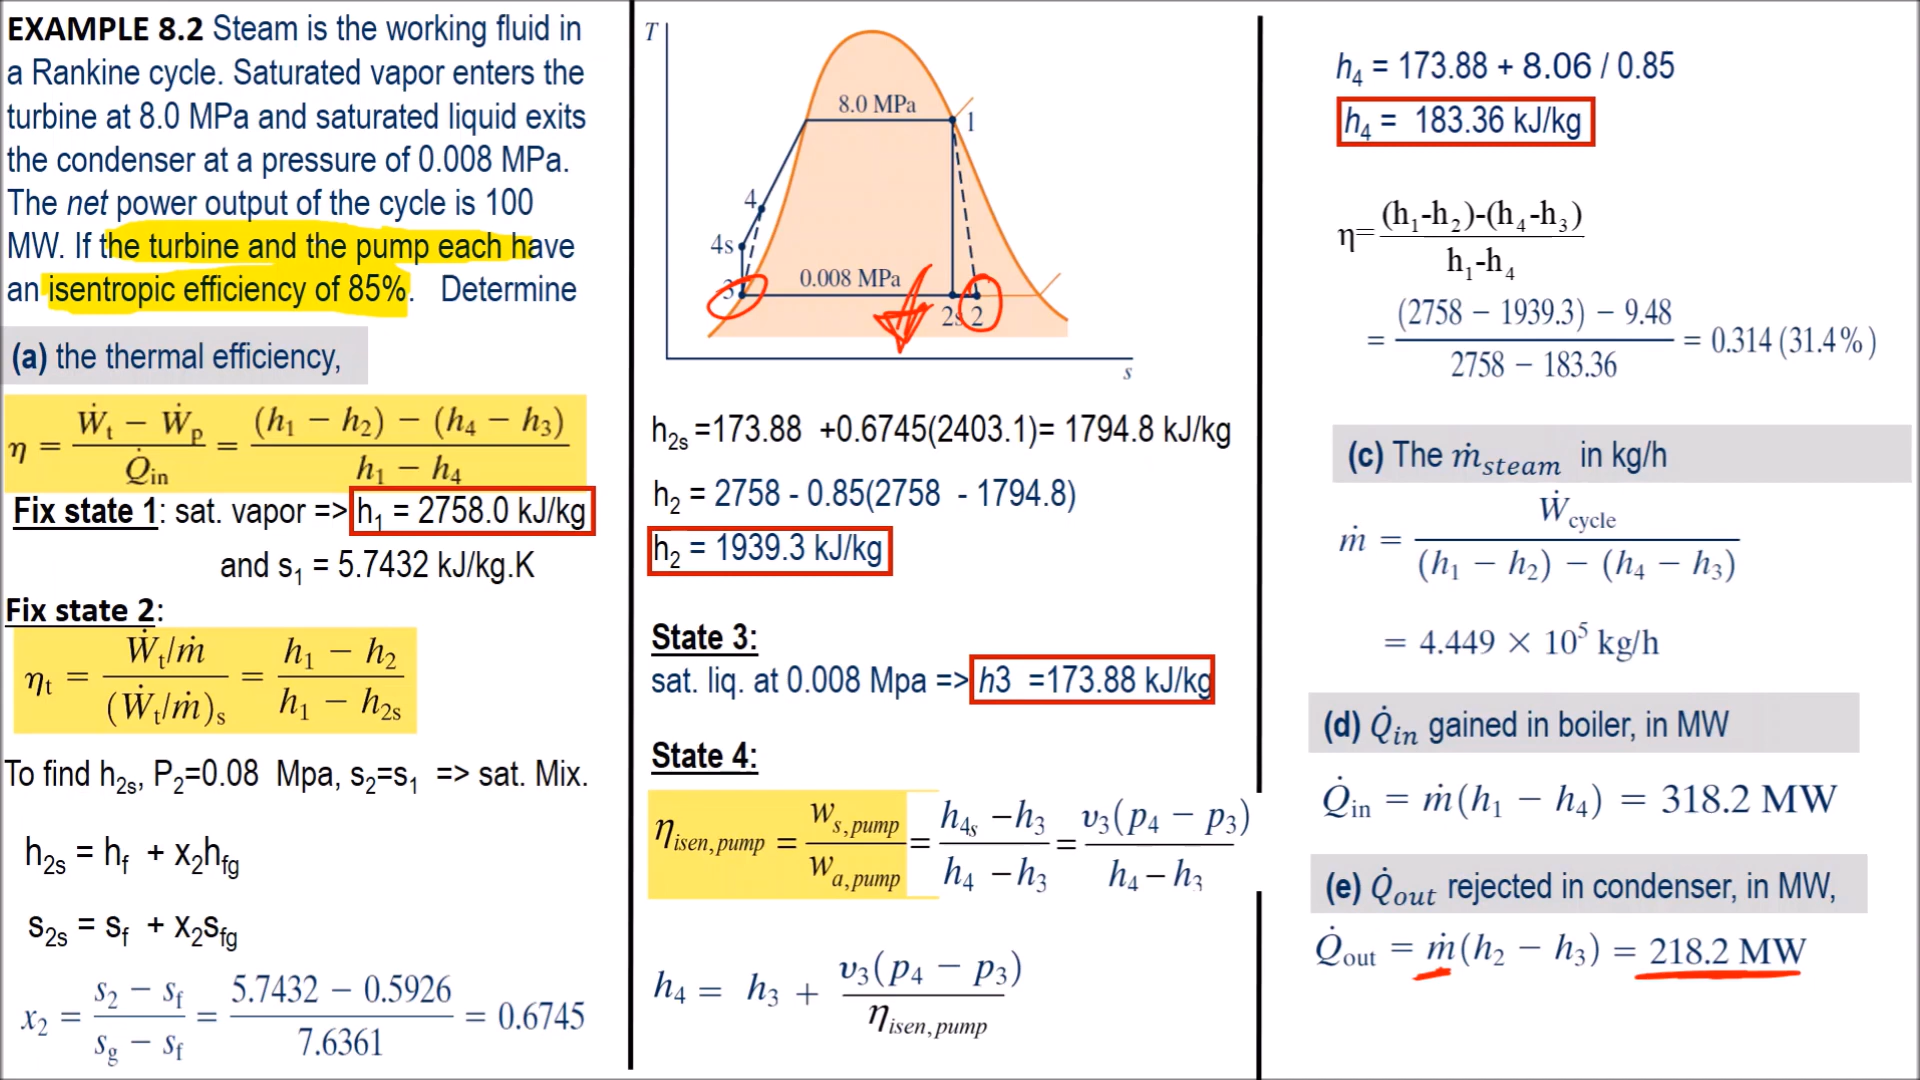 EXAMPLE 8.2 Steam is the working fluid in
a Rankine cycle. Saturated vapor enters the
turbine at 8.0 MPa and saturated liquid exits
the condenser at a pressure of 0.008 MPa.
The net power output of the cycle is 100
MW. If the turbine and the pump each have
an isentropic efficiency of 85%. Determine
(a) the thermal efficiency,
η = (Ẇt − Ẇp) / Q̇in = ((h1 − h2) − (h4 − h3)) / (h1 − h4)
Fix state 1: sat. vapor => h1 = 2758.0 kJ/kg
and s1 = 5.7432 kJ/kg.K
Fix state 2:
ηt = (Ẇt/ṁ) / (Ẇt/ṁ)s = (h1 − h2) / (h1 − h2s)
To find h2s, P2=0.08 Mpa, s2=s1 => sat. Mix.
h2s = hf + x2hfg
s2s = sf + x2sfg
x2 = (s2 − sf) / (sg − sf) = (5.7432 − 0.5926) / 7.6361 = 0.6745
T
8.0 MPa
1
4
4s
0.008 MPa
3
2s 2
s
h2s =173.88 +0.6745(2403.1)= 1794.8 kJ/kg
h2 = 2758 - 0.85(2758 - 1794.8)
h2 = 1939.3 kJ/kg
State 3:
sat. liq. at 0.008 Mpa => h3 =173.88 kJ/kg
State 4:
ηisen,pump = ws,pump / wa,pump = (h4s − h3) / (h4 − h3) = υ3(p4 − p3) / (h4 − h3)
h4 = h3 + υ3(p4 − p3) / ηisen,pump
h4 = 173.88 + 8.06 / 0.85
h4 = 183.36 kJ/kg
η= ((h1-h2)-(h4-h3)) / (h1-h4)
= ((2758 − 1939.3) − 9.48) / (2758 − 183.36) = 0.314 (31.4%)
(c) The ṁsteam in kg/h
ṁ = Ẇcycle / ((h1 − h2) − (h4 − h3))
= 4.449 × 10⁵ kg/h
(d) Q̇in gained in boiler, in MW
Q̇in = ṁ(h1 − h4) = 318.2 MW
(e) Q̇out rejected in condenser, in MW,
Q̇out = ṁ(h2 − h3) = 218.2 MW